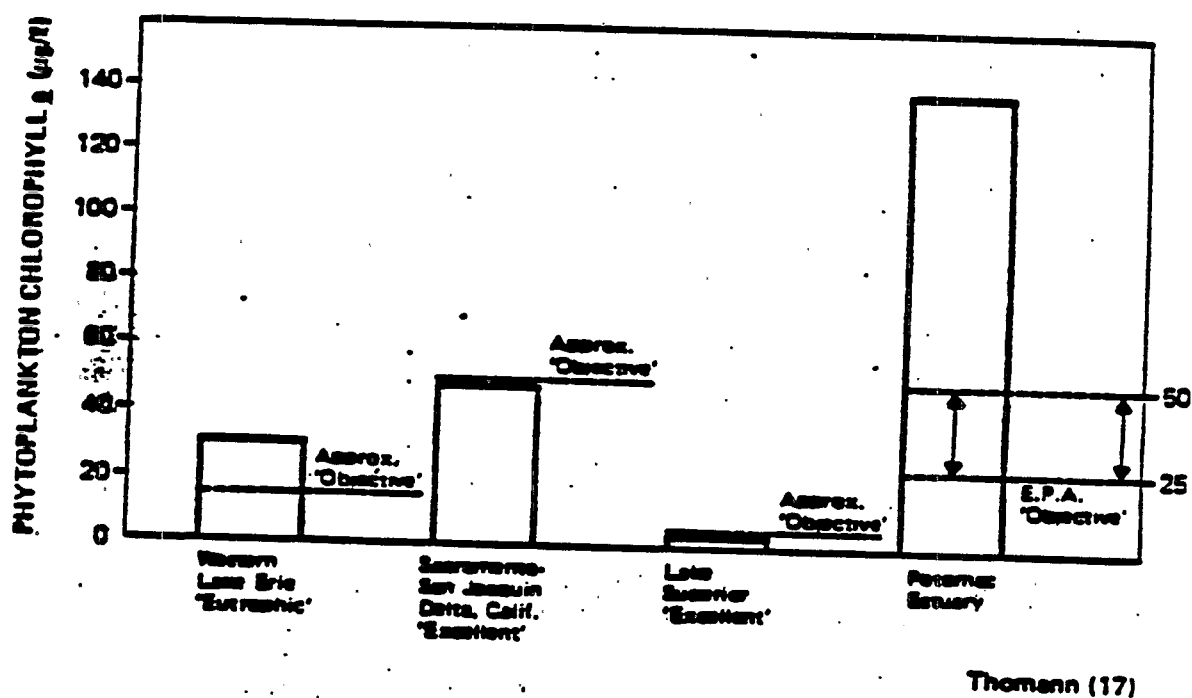 PHYTOPLANKTON CHLOROPHYLL a (µg/l)
140
120
100
80
60
40
20
0
Approx.
"Objective"
Approx.
"Objective"
Approx.
"Objective"
50
25
E.P.A.
"Objective"
Western
Lake Erie
"Eutrophic"
Sacramento-
San Joaquin
Delta, Calif.
"Excellent"
Lake
Superior
"Excellent"
Potomac
Estuary
Thomann (17)